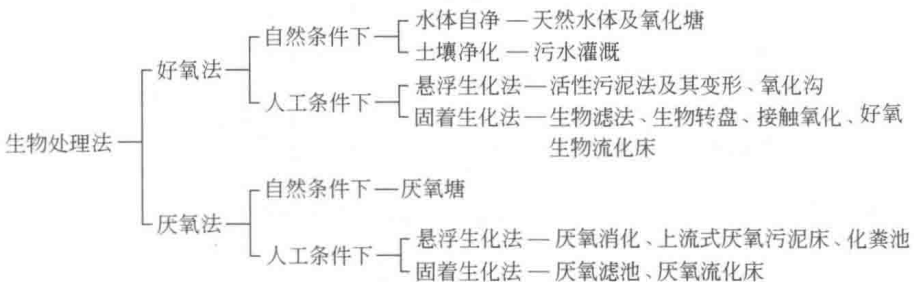 水体自净 — 天然水体及氧化塘
自然条件下
土壤净化 — 污水灌溉
好氧法
悬浮生化法 — 活性污泥法及其变形、氧化沟
人工条件下
固着生化法 — 生物滤法、生物转盘、接触氧化、好氧
生物流化床
生物处理法
自然条件下 — 厌氧塘
厌氧法
悬浮生化法 — 厌氧消化、上流式厌氧污泥床、化粪池
人工条件下
固着生化法 — 厌氧滤池、厌氧流化床